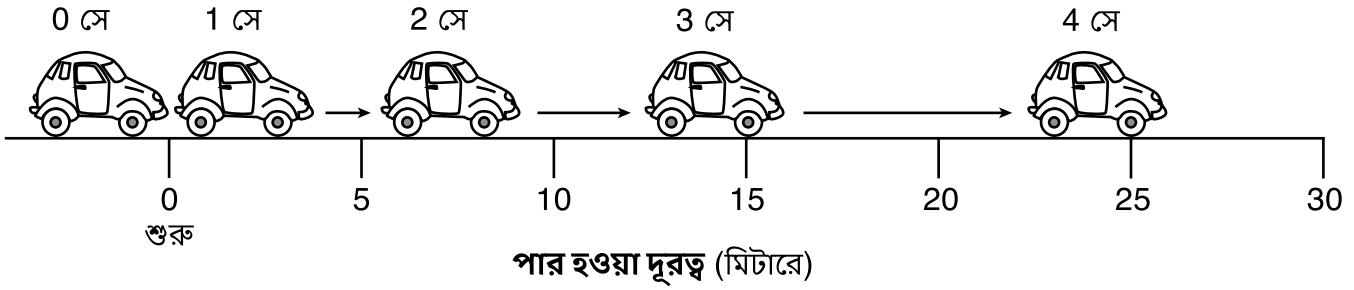 0 সে 1 সে 2 সে 3 সে 4 সে
0 5 10 15 20 25 30
শুরু
পার হওয়া দূরত্ব (মিটারে)